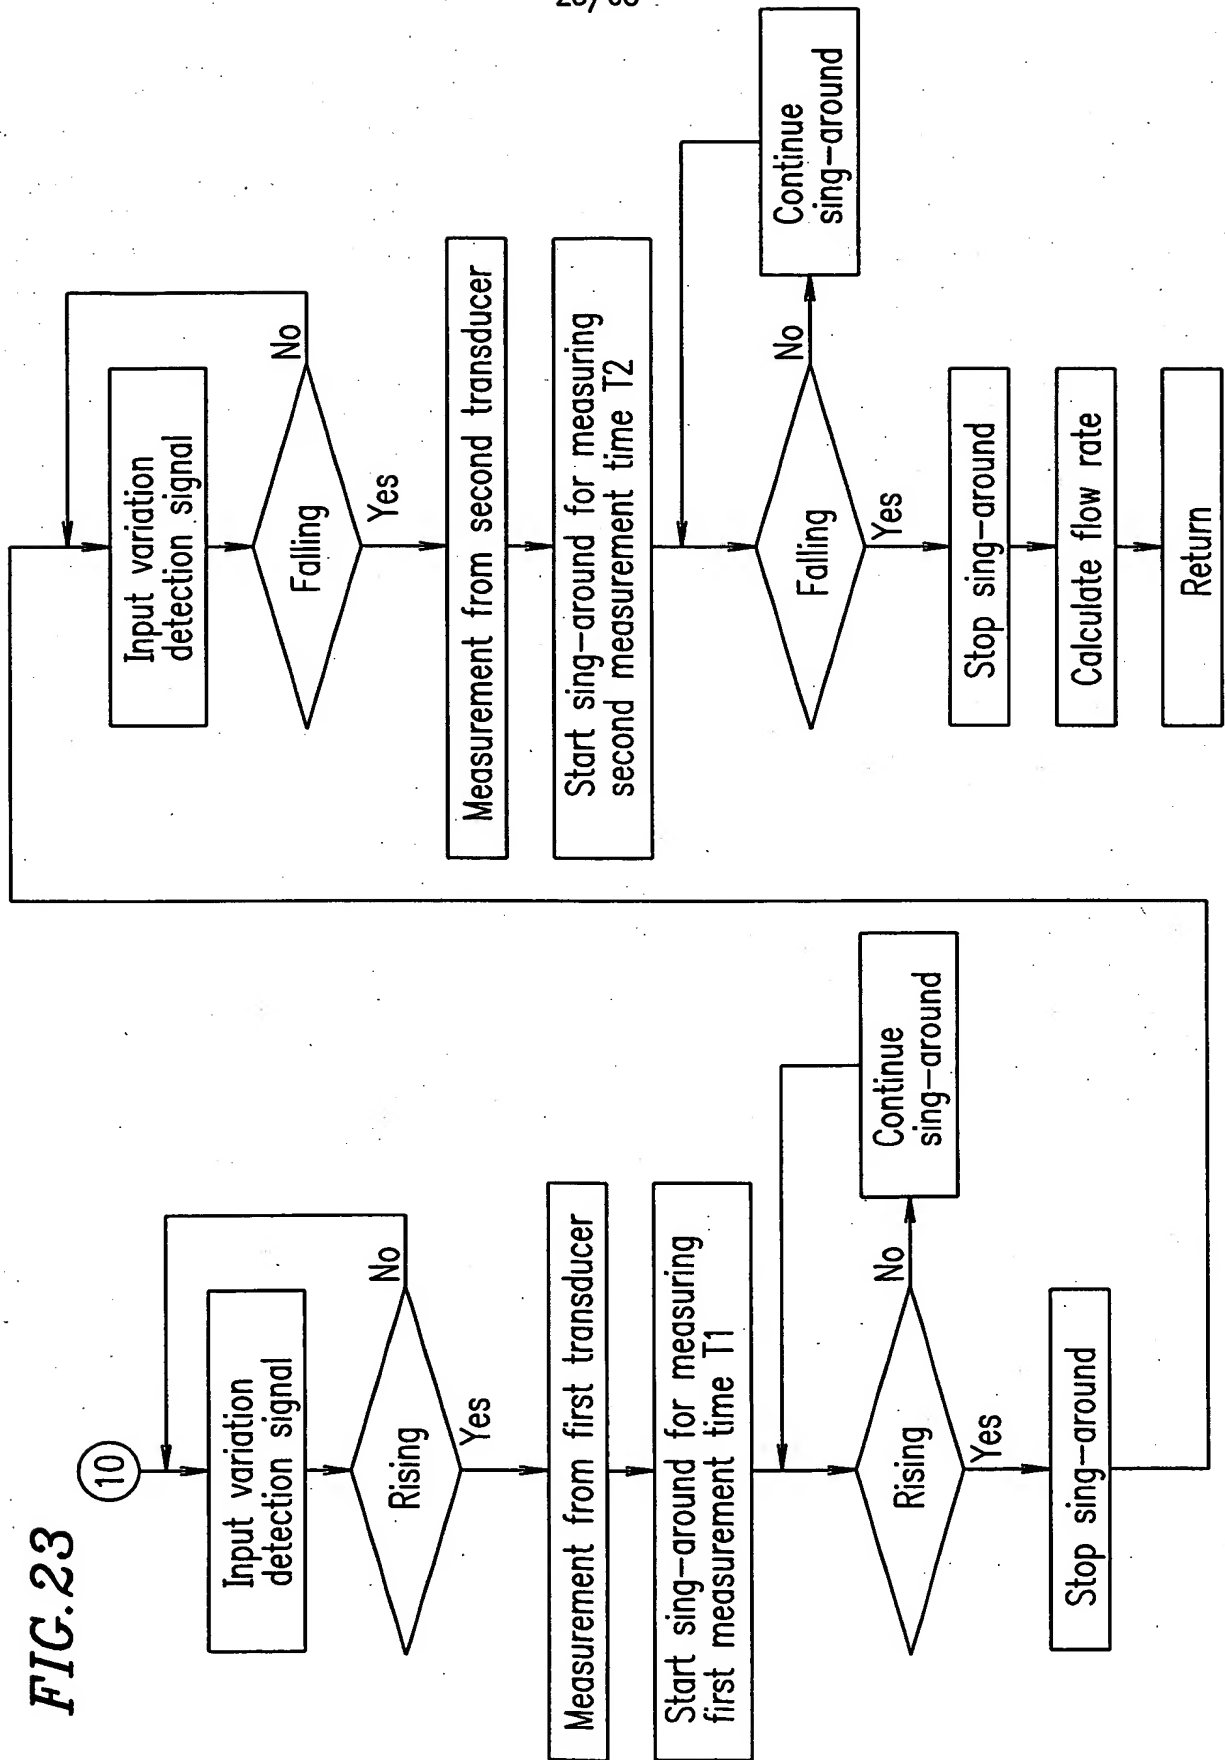 FIG.23
10
Input variation
detection signal
Rising
No
Yes
Measurement from first transducer
Start sing-around for measuring
first measurement time T1
Rising
No
Continue
sing-around
Yes
Stop sing-around
Input variation
detection signal
Falling
No
Yes
Measurement from second transducer
Start sing-around for measuring
second measurement time T2
Falling
No
Continue
sing-around
Yes
Stop sing-around
Calculate flow rate
Return